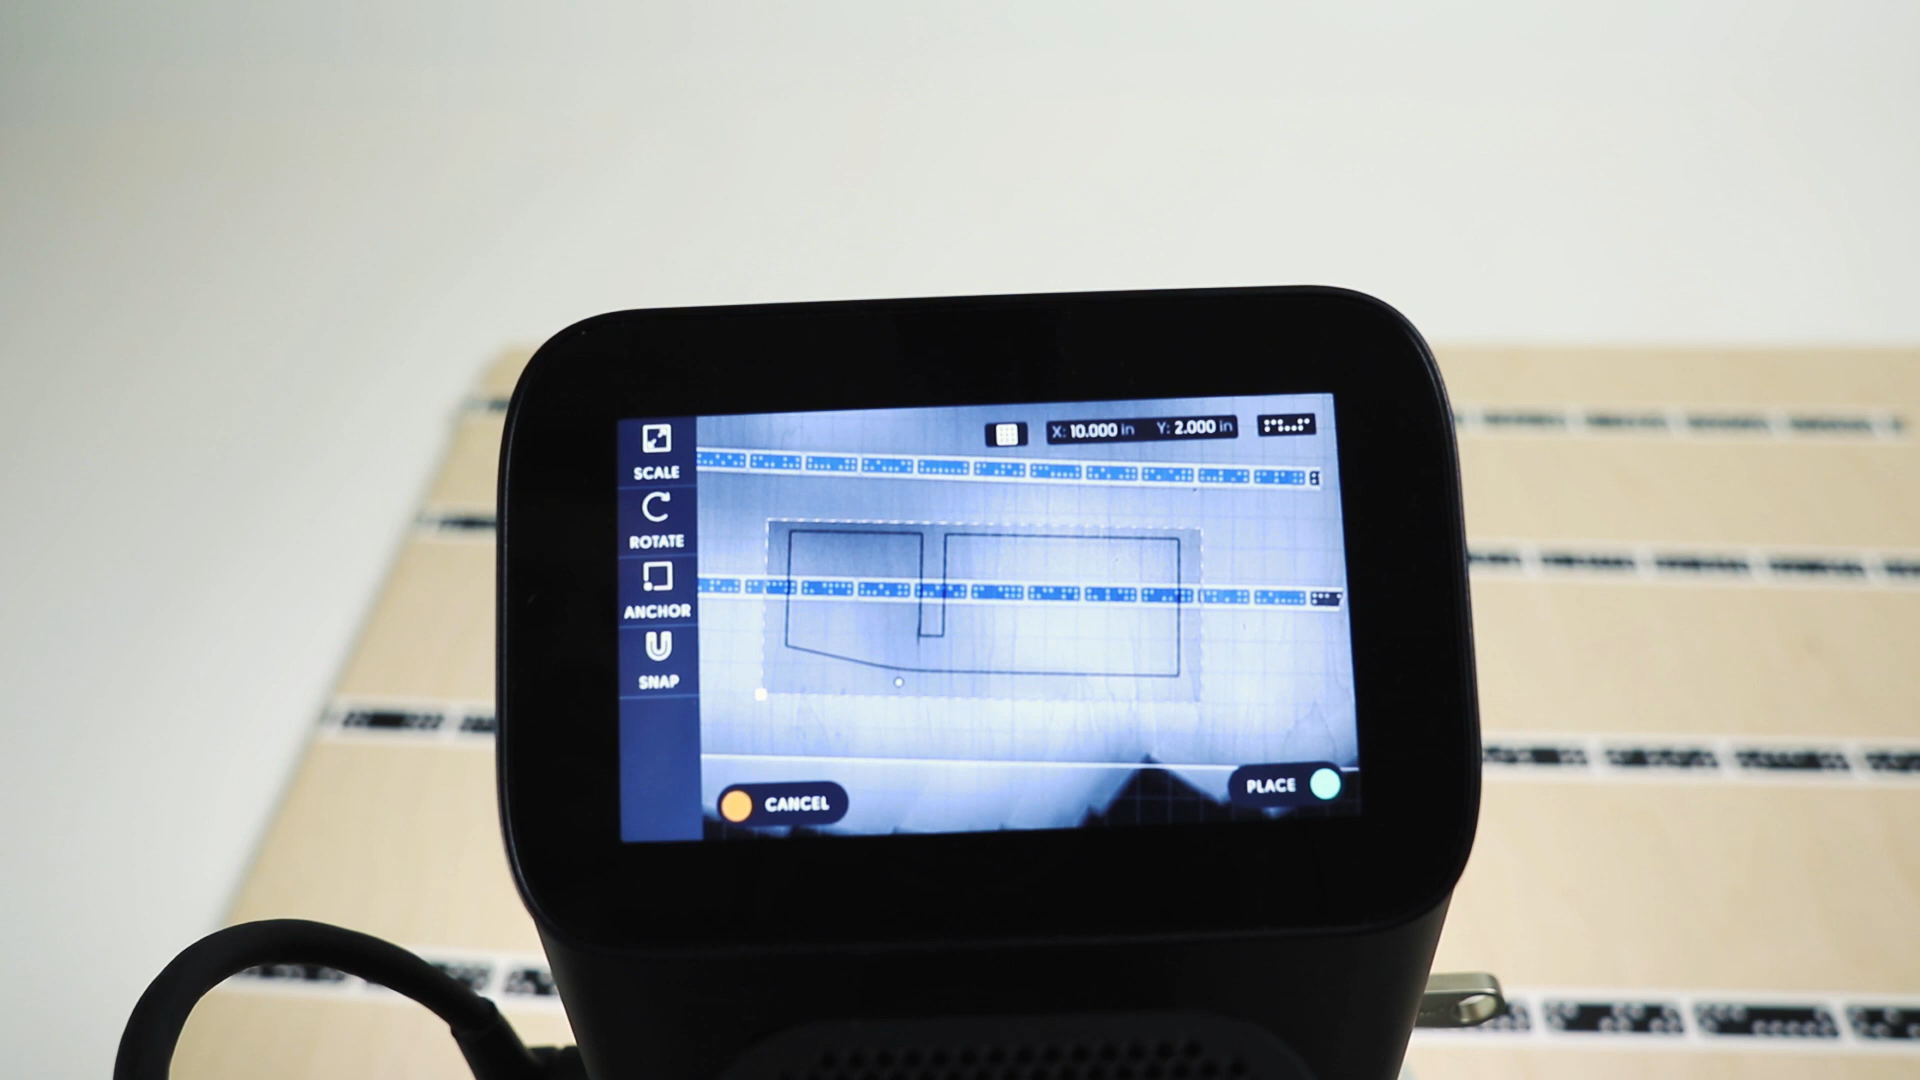 SCALE
X: 10.000 in Y: 2.000 in
ROTATE
ANCHOR
SNAP
CANCEL
PLACE